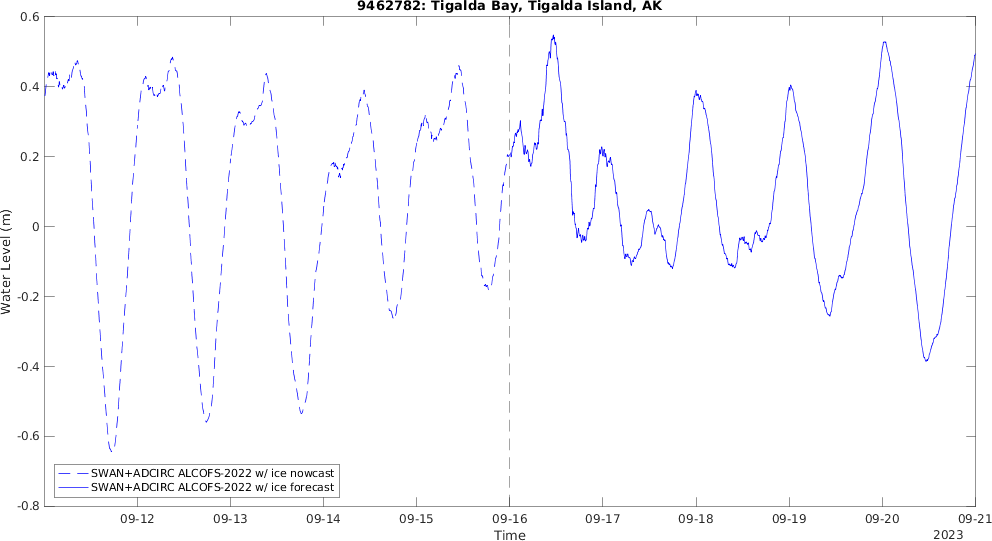 9462782: Tigalda Bay, Tigalda Island, AK
Water Level (m)
0.6
0.4
0.2
0
-0.2
-0.4
-0.6
-0.8
SWAN+ADCIRC ALCOFS-2022 w/ ice nowcast
SWAN+ADCIRC ALCOFS-2022 w/ ice forecast
09-12 09-13 09-14 09-15 09-16 09-17 09-18 09-19 09-20 09-21
Time
2023